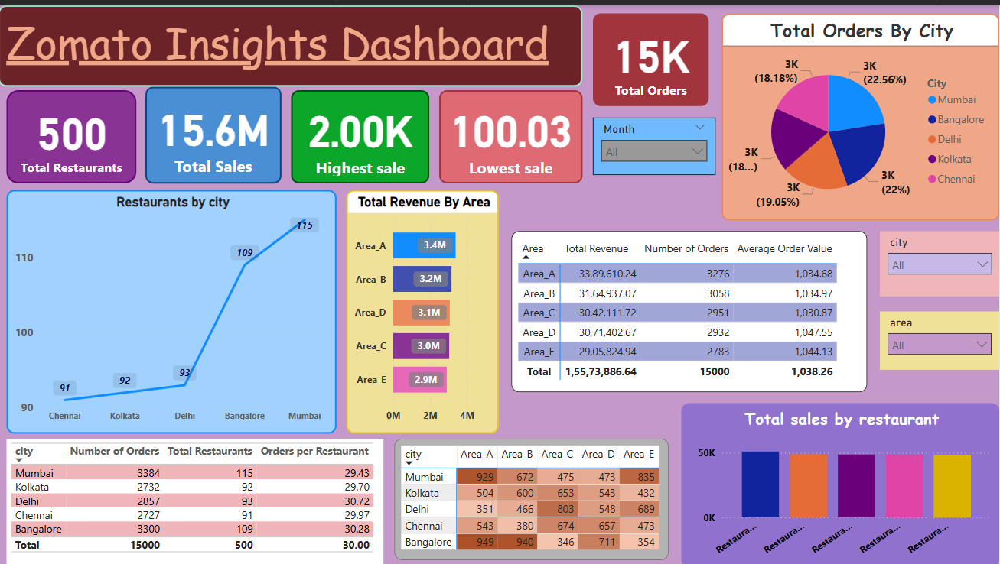 Zomato Insights Dashboard
15K
Total Orders
Total Orders By City
3K
(18.18%)
3K
(22.56%)
3K
(18...)
3K
(19.05%)
3K
(22%)
City
Mumbai
Bangalore
Delhi
Kolkata
Chennai
500
Total Restaurants
15.6M
Total Sales
2.00K
Highest sale
100.03
Lowest sale
Month
All
Restaurants by city
110
100
90
91
92
93
109
115
Chennai Kolkata Delhi Bangalore Mumbai
Total Revenue By Area
Area_A 3.4M
Area_B 3.2M
Area_D 3.1M
Area_C 3.0M
Area_E 2.9M
0M 2M 4M
Area Total Revenue Number of Orders Average Order Value
Area_A 33,89,610.24 3276 1,034.68
Area_B 31,64,937.07 3058 1,034.97
Area_C 30,42,111.72 2951 1,030.87
Area_D 30,71,402.67 2932 1,047.55
Area_E 29,05,824.94 2783 1,044.13
Total 1,55,73,886.64 15000 1,038.26
city
All
area
All
city Number of Orders Total Restaurants Orders per Restaurant
Mumbai 3384 115 29.43
Kolkata 2732 92 29.70
Delhi 2857 93 30.72
Chennai 2727 91 29.97
Bangalore 3300 109 30.28
Total 15000 500 30.00
city Area_A Area_B Area_C Area_D Area_E
Mumbai 929 672 475 473 835
Kolkata 504 600 653 543 432
Delhi 351 466 803 548 689
Chennai 543 380 674 657 473
Bangalore 949 940 346 711 354
Total sales by restaurant
50K
0K
Restaura... Restaura... Restaura... Restaura... Restaura...